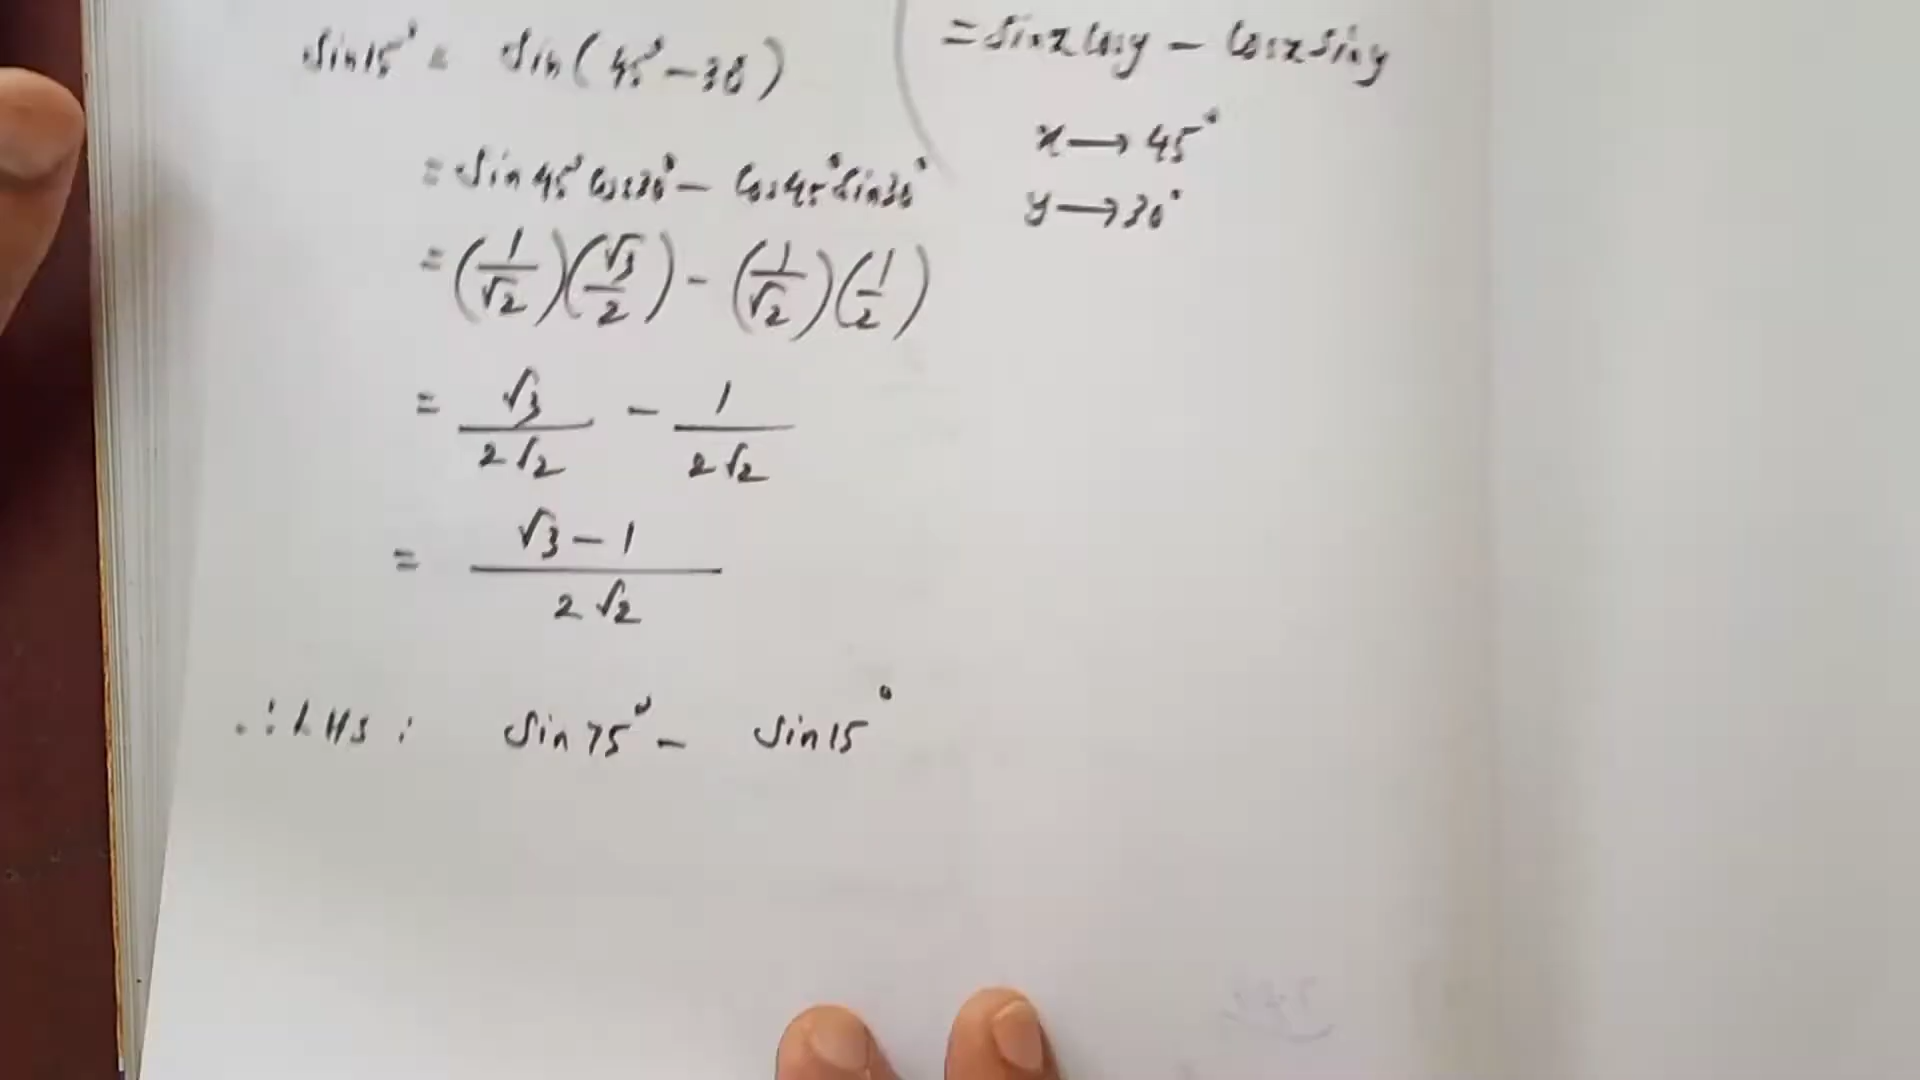 sin15° = sin(45°-30)
= sinx cosy - cosx siny
x → 45°
y → 30°
= sin45° cos30° - cos45° sin30°
= (1/√2)(√3/2) - (1/√2)(1/2)
= √3/2√2 - 1/2√2
= √3-1/2√2
∴ LHS : sin75° - sin15°